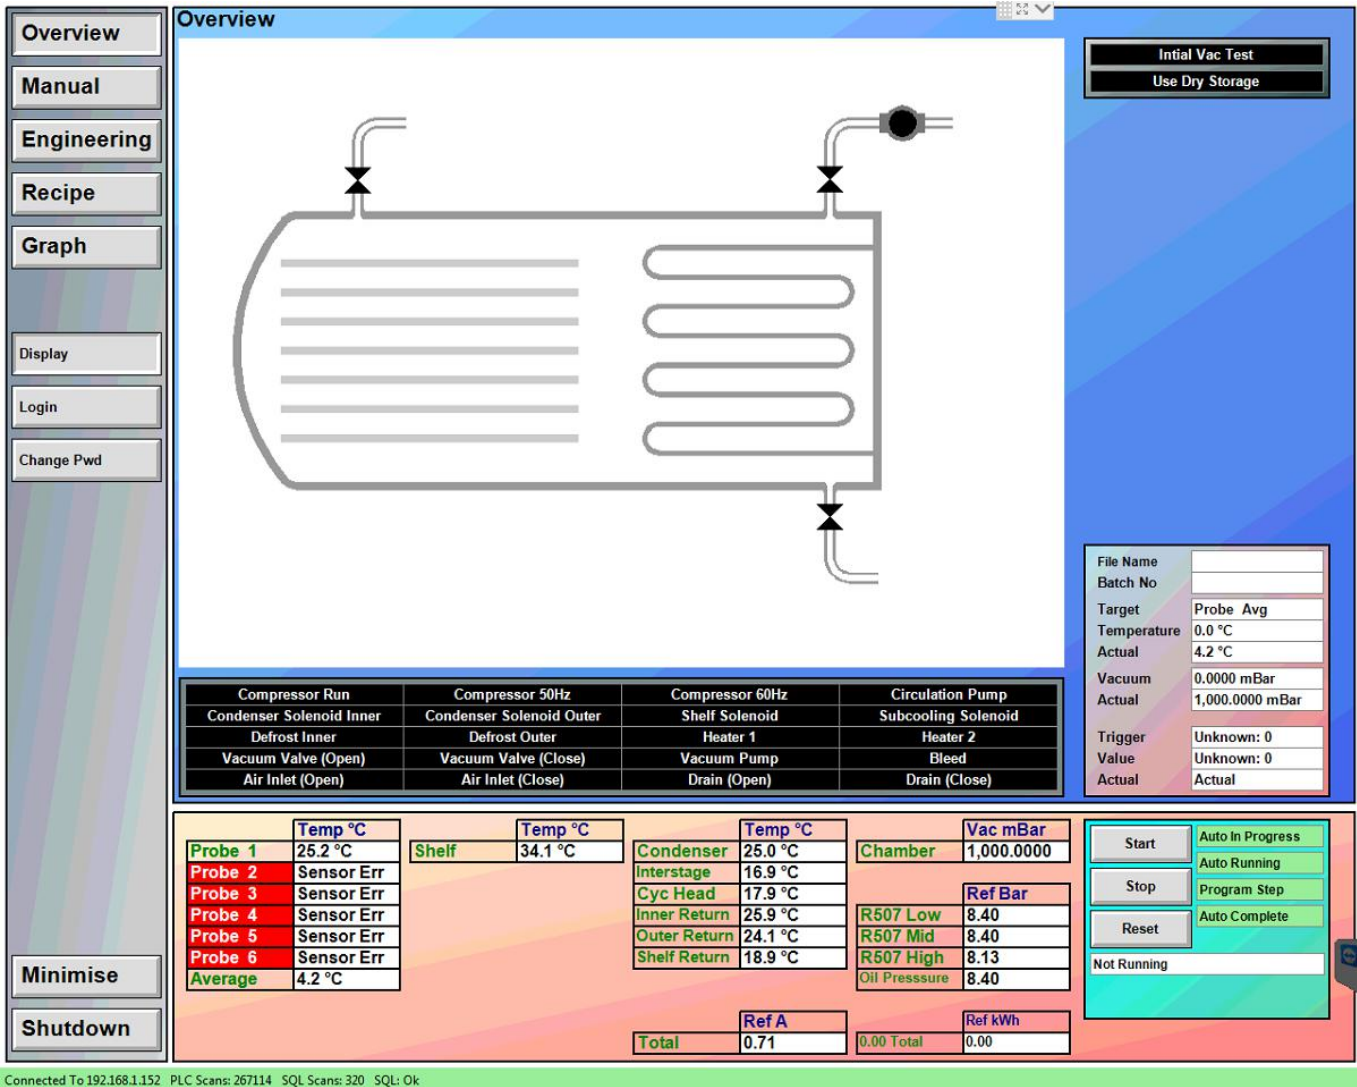 Overview
Manual
Engineering
Recipe
Graph
Display
Login
Change Pwd
Minimise
Shutdown
Overview
Intial Vac Test
Use Dry Storage
File Name
Batch No
Target Probe Avg
Temperature 0.0 °C
Actual 4.2 °C
Vacuum 0.0000 mBar
Actual 1,000.0000 mBar
Trigger Unknown: 0
Value Unknown: 0
Actual Actual
Compressor Run Compressor 50Hz Compressor 60Hz Circulation Pump
Condenser Solenoid Inner Condenser Solenoid Outer Shelf Solenoid Subcooling Solenoid
Defrost Inner Defrost Outer Heater 1 Heater 2
Vacuum Valve (Open) Vacuum Valve (Close) Vacuum Pump Bleed
Air Inlet (Open) Air Inlet (Close) Drain (Open) Drain (Close)
Temp °C
Probe 1 25.2 °C
Probe 2 Sensor Err
Probe 3 Sensor Err
Probe 4 Sensor Err
Probe 5 Sensor Err
Probe 6 Sensor Err
Average 4.2 °C
Temp °C
Shelf 34.1 °C
Temp °C
Condenser 25.0 °C
Interstage 16.9 °C
Cyc Head 17.9 °C
Inner Return 25.9 °C
Outer Return 24.1 °C
Shelf Return 18.9 °C
Ref A
Total 0.71
Vac mBar
Chamber 1,000.0000
Ref Bar
R507 Low 8.40
R507 Mid 8.40
R507 High 8.13
Oil Presssure 8.40
Ref kWh
0.00 Total 0.00
Start
Stop
Reset
Auto In Progress
Auto Running
Program Step
Auto Complete
Not Running
Connected To 192.168.1.152 PLC Scans: 267114 SQL Scans: 320 SQL: Ok